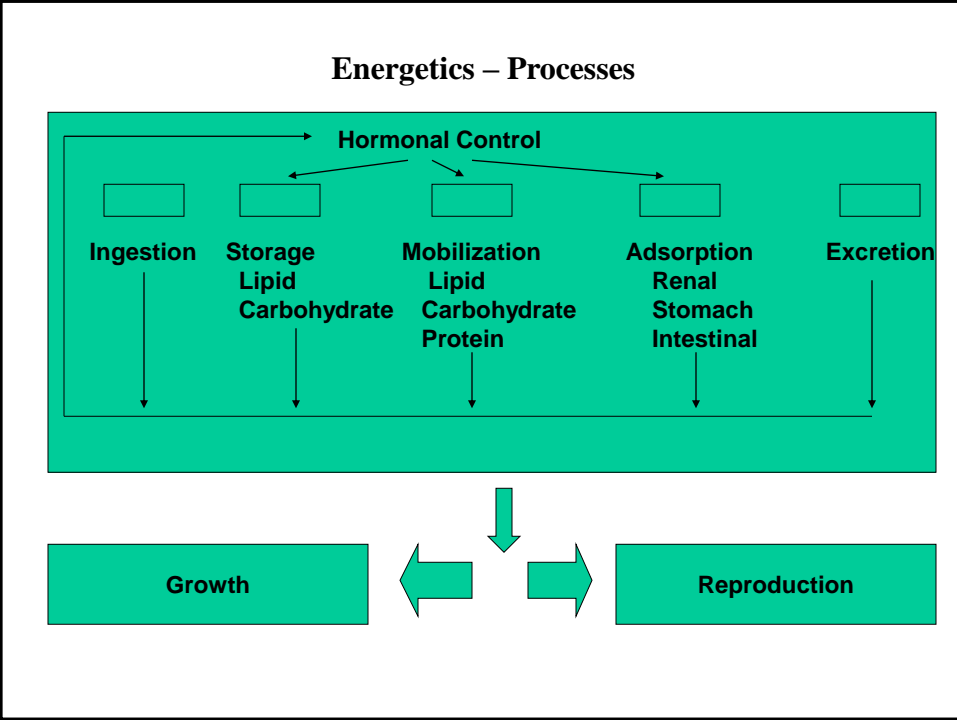 Energetics – Processes
Hormonal Control
Ingestion
Storage
Lipid
Carbohydrate
Mobilization
Lipid
Carbohydrate
Protein
Adsorption
Renal
Stomach
Intestinal
Excretion
Growth
Reproduction